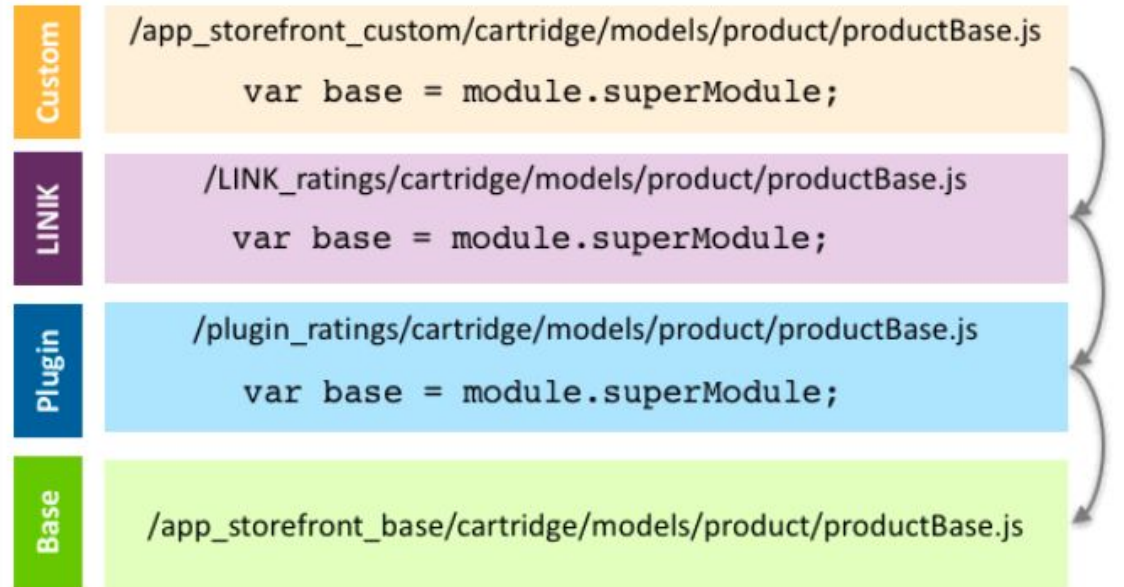 Custom
/app_storefront_custom/cartridge/models/product/productBase.js
var base = module.superModule;
LINIK
/LINK_ratings/cartridge/models/product/productBase.js
var base = module.superModule;
Plugin
/plugin_ratings/cartridge/models/product/productBase.js
var base = module.superModule;
Base
/app_storefront_base/cartridge/models/product/productBase.js